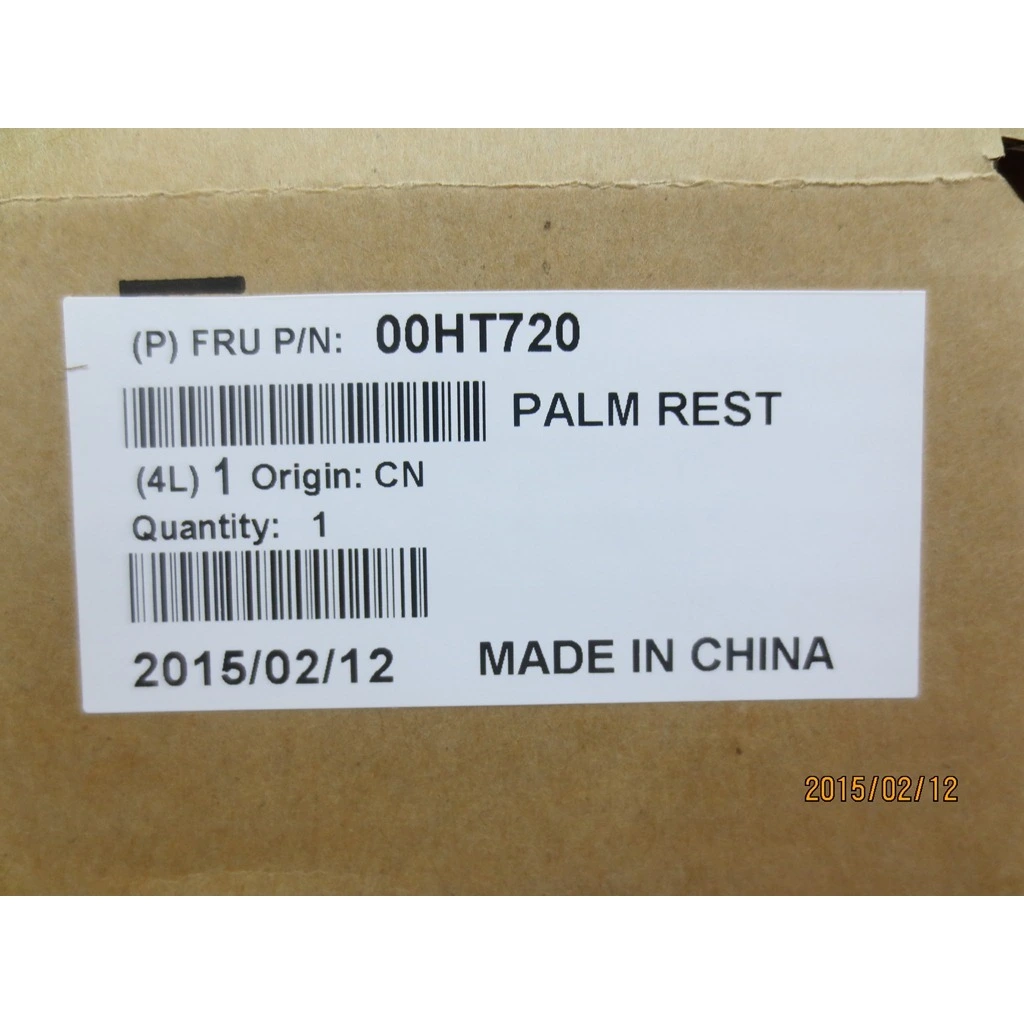 (P) FRU P/N: 00HT720
PALM REST
(4L) 1 Origin: CN
Quantity: 1
2015/02/12 MADE IN CHINA
2015/02/12